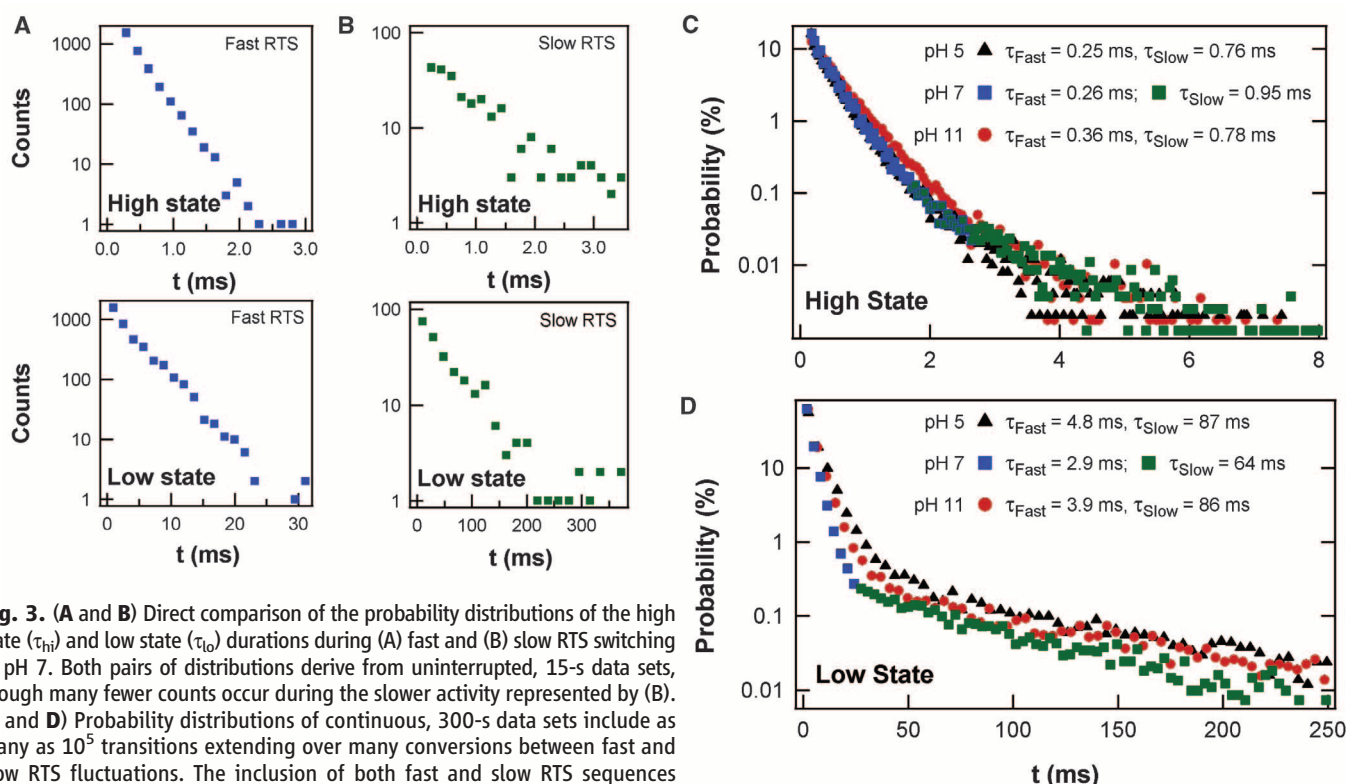 A
Fast RTS
1000
100
10
1
Counts
High state
0.0 1.0 2.0 3.0
t (ms)
Fast RTS
1000
100
10
1
Counts
Low state
0 10 20 30
t (ms)
B
Slow RTS
100
10
1
High state
0.0 1.0 2.0 3.0
t (ms)
Slow RTS
100
10
1
Low state
0 100 200 300
t (ms)
C
10
1
0.1
0.01
Probability (%)
pH 5 ▲ τFast = 0.25 ms, τSlow = 0.76 ms
pH 7 ■ τFast = 0.26 ms; ■ τSlow = 0.95 ms
pH 11 ● τFast = 0.36 ms, τSlow = 0.78 ms
High State
0 2 4 6 8
D
10
1
0.1
0.01
Probability (%)
pH 5 ▲ τFast = 4.8 ms, τSlow = 87 ms
pH 7 ■ τFast = 2.9 ms; ■ τSlow = 64 ms
pH 11 ● τFast = 3.9 ms, τSlow = 86 ms
Low State
0 50 100 150 200 250
t (ms)
g. 3. (A and B) Direct comparison of the probability distributions of the high
ate (τhi) and low state (τlo) durations during (A) fast and (B) slow RTS switching
pH 7. Both pairs of distributions derive from uninterrupted, 15-s data sets,
ough many fewer counts occur during the slower activity represented by (B).
and D) Probability distributions of continuous, 300-s data sets include as
any as 10⁵ transitions extending over many conversions between fast and
ow RTS fluctuations. The inclusion of both fast and slow RTS sequences